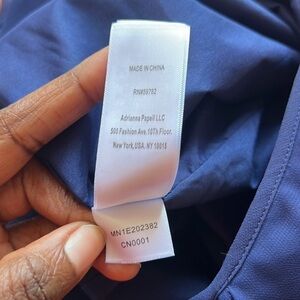 MADE IN CHINA
RN#59782
Adrianna Papell LLC
500 Fashion Ave.10Th Floor.
New York,USA, NY 10018
MN1E202382
CN0001